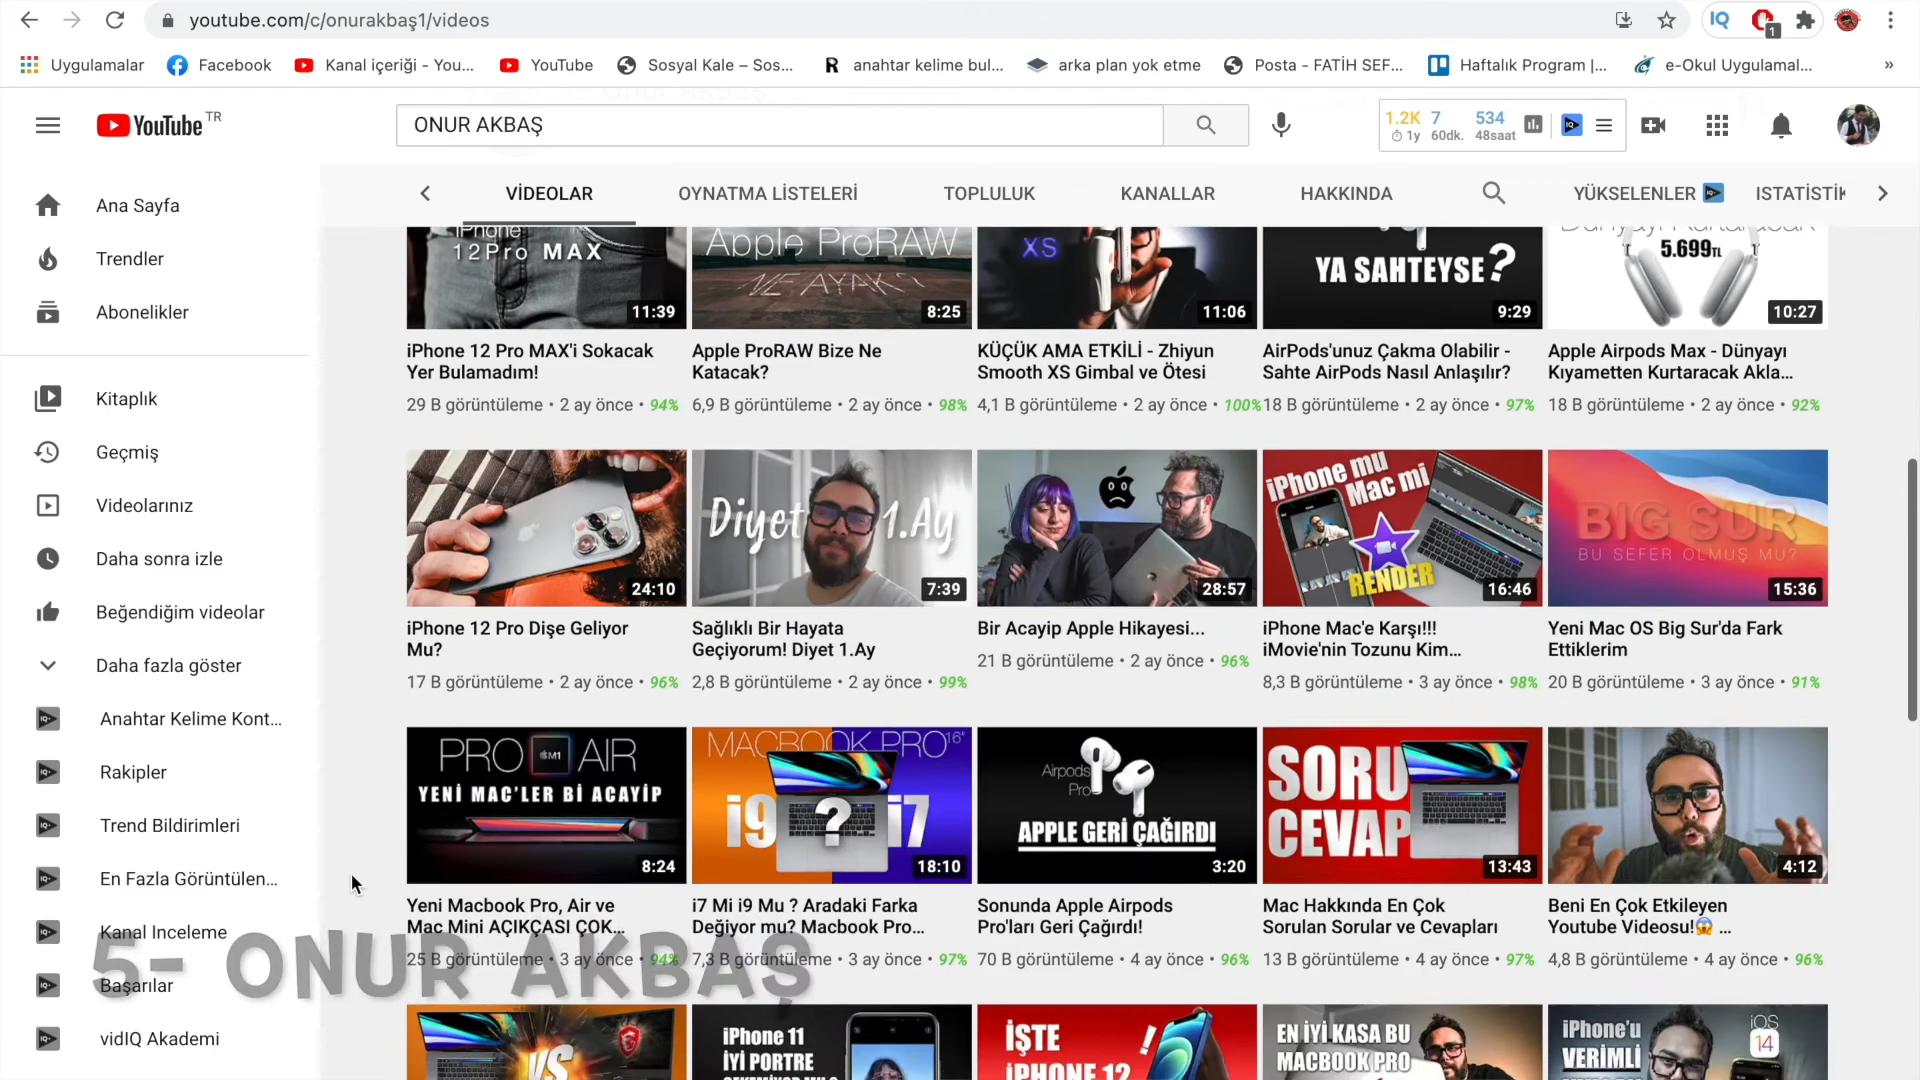 youtube.com/c/onurakbaş1/videos
IQ
1
Uygulamalar
Facebook
Kanal içeriği - You...
YouTube
Sosyal Kale – Sos...
R anahtar kelime bul...
arka plan yok etme
Posta - FATİH SEF...
Haftalık Program |...
e-Okul Uygulamal...
»
YouTube TR
ONUR AKBAŞ
1.2K 7 534
1y 60dk. 48saat
VİDEOLAR
OYNATMA LİSTELERİ
TOPLULUK
KANALLAR
HAKKINDA
YÜKSELENLER
ISTATİSTİK
Ana Sayfa
Trendler
Abonelikler
Kitaplık
Geçmiş
Videolarınız
Daha sonra izle
Beğendiğim videolar
Daha fazla göster
Anahtar Kelime Kont...
Rakipler
Trend Bildirimleri
En Fazla Görüntülen...
Kanal Inceleme
Başarılar
vidIQ Akademi
iPhone
12Pro MAX
11:39
Apple ProRAW
NE AYAK?
8:25
XS
11:06
YA SAHTEYSE?
9:29
Dünyayı Kurtaracak
5.699TL
10:27
iPhone 12 Pro MAX'i Sokacak
Yer Bulamadım!
29 B görüntüleme • 2 ay önce • 94%
Apple ProRAW Bize Ne
Katacak?
6,9 B görüntüleme • 2 ay önce • 98%
KÜÇÜK AMA ETKİLİ - Zhiyun
Smooth XS Gimbal ve Ötesi
4,1 B görüntüleme • 2 ay önce • 100%
AirPods'unuz Çakma Olabilir -
Sahte AirPods Nasıl Anlaşılır?
18 B görüntüleme • 2 ay önce • 97%
Apple Airpods Max - Dünyayı
Kıyametten Kurtaracak Akla...
18 B görüntüleme • 2 ay önce • 92%
24:10
Diyet 1.Ay
7:39
28:57
iPhone mu
Mac mi
RENDER
16:46
BIG SUR
BU SEFER OLMUŞ MU?
15:36
iPhone 12 Pro Dişe Geliyor
Mu?
17 B görüntüleme • 2 ay önce • 96%
Sağlıklı Bir Hayata
Geçiyorum! Diyet 1.Ay
2,8 B görüntüleme • 2 ay önce • 99%
Bir Acayip Apple Hikayesi...
21 B görüntüleme • 2 ay önce • 96%
iPhone Mac'e Karşı!!!
iMovie'nin Tozunu Kim...
8,3 B görüntüleme • 3 ay önce • 98%
Yeni Mac OS Big Sur'da Fark
Ettiklerim
20 B görüntüleme • 3 ay önce • 91%
PRO M1 AIR
YENİ MAC'LER Bİ ACAYİP
8:24
MACBOOK PRO 16"
i9 ? i7
18:10
Airpods
Pro
APPLE GERİ ÇAĞIRDI
3:20
SORU
CEVAP
13:43
4:12
Yeni Macbook Pro, Air ve
Mac Mini AÇIKÇASI ÇOK...
25 B görüntüleme • 3 ay önce • 94%
i7 Mi i9 Mu ? Aradaki Farka
Değiyor mu? Macbook Pro...
7,3 B görüntüleme • 3 ay önce • 97%
Sonunda Apple Airpods
Pro'ları Geri Çağırdı!
70 B görüntüleme • 4 ay önce • 96%
Mac Hakkında En Çok
Sorulan Sorular ve Cevapları
13 B görüntüleme • 4 ay önce • 97%
Beni En Çok Etkileyen
Youtube Videosu!😱 ...
4,8 B görüntüleme • 4 ay önce • 96%
5- ONUR AKBAŞ
VS
iPhone 11
İYİ PORTRE
İŞTE
iPHONE 12
!
EN İYİ KASA BU
MACBOOK PRO
iPhone'u
VERİMLİ
iOS
14